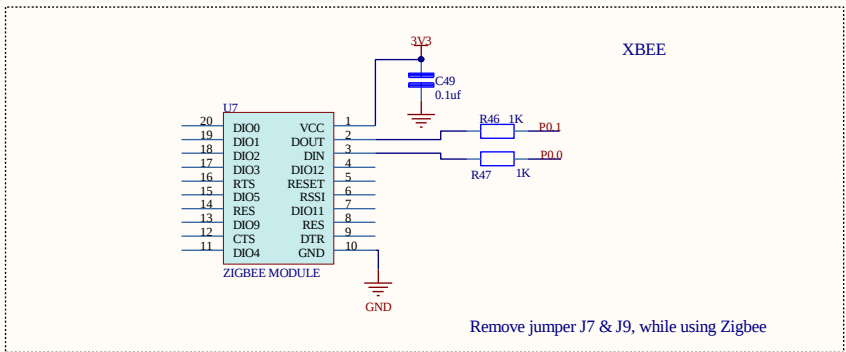 XBEE
3V3
C49
0.1uf
U7
R46 1K P0.1
P0.0
R47 1K
20 DIO0 VCC 1
19 DIO1 DOUT 2
18 DIO2 DIN 3
17 DIO3 DIO12 4
16 RTS RESET 5
15 DIO5 RSSI 6
14 RES DIO11 7
13 DIO9 RES 8
12 CTS DTR 9
11 DIO4 GND 10
ZIGBEE MODULE
GND
Remove jumper J7 & J9, while using Zigbee